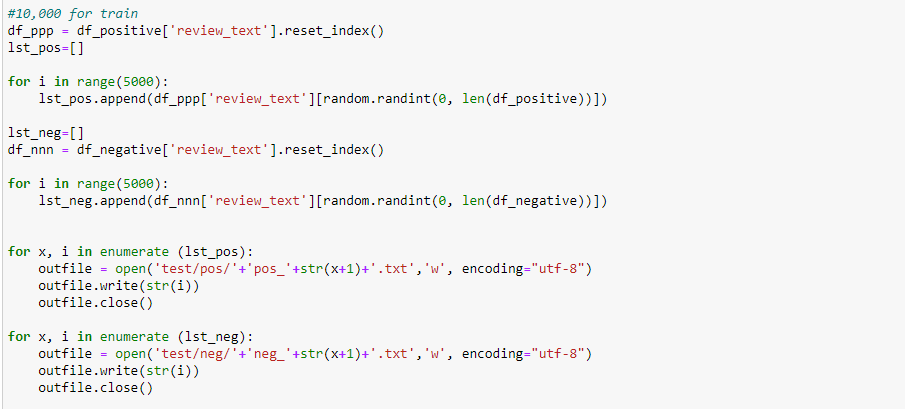 #10,000 for train
df_ppp = df_positive['review_text'].reset_index()
lst_pos=[]
for i in range(5000):
    lst_pos.append(df_ppp['review_text'][random.randint(0, len(df_positive))])
lst_neg=[]
df_nnn = df_negative['review_text'].reset_index()
for i in range(5000):
    lst_neg.append(df_nnn['review_text'][random.randint(0, len(df_negative))])
for x, i in enumerate (lst_pos):
    outfile = open('test/pos/'+'pos_'+str(x+1)+'.txt','w', encoding="utf-8")
    outfile.write(str(i))
    outfile.close()
for x, i in enumerate (lst_neg):
    outfile = open('test/neg/'+'neg_'+str(x+1)+'.txt','w', encoding="utf-8")
    outfile.write(str(i))
    outfile.close()